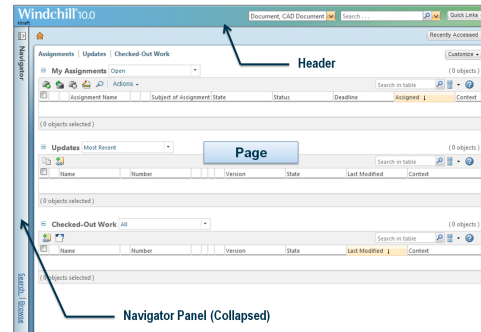 Windchill 10.0
Document, CAD Document Search . . . Quick Links
Recently Accessed
Navigator
Header
Assignments Updates Checked-Out Work Customize
My Assignments Open (0 objects)
Actions Search in table
Assignment Name Subject of Assignment State Status Deadline Assigned Context
(0 objects selected)
Page
Updates Most Recent (0 objects)
Search in table
Name Number Version State Last Modified Context
(0 objects selected)
Checked-Out Work All (0 objects)
Search in table
Name Number Version State Last Modified Context
(0 objects selected)
Search Browse
Navigator Panel (Collapsed)